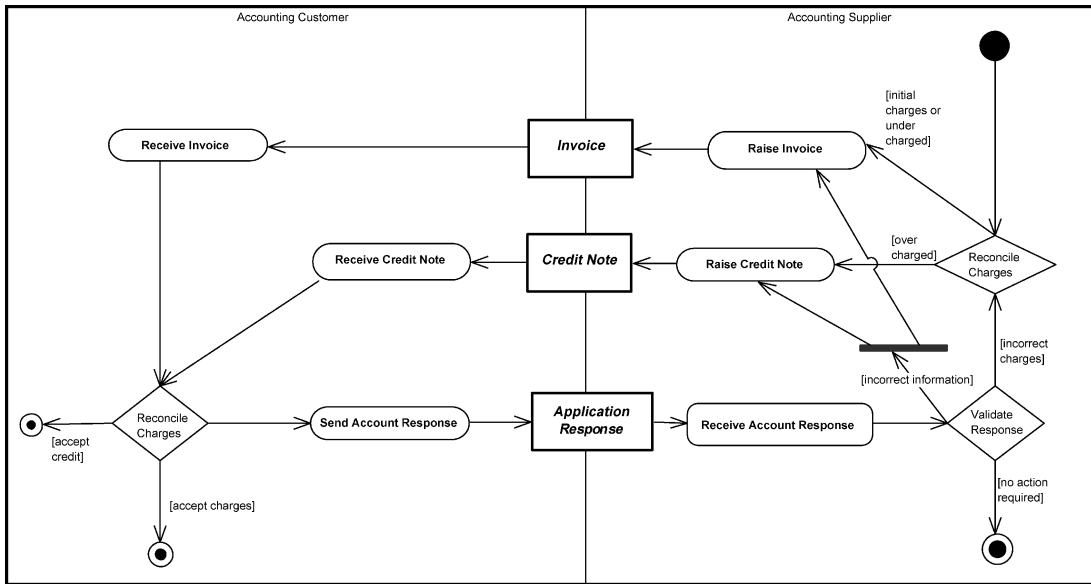 Accounting Customer
Accounting Supplier
[initial
charges or
under
charged]
Receive Invoice
Invoice
Raise Invoice
Receive Credit Note
Credit Note
Raise Credit Note
[over
charged]
Reconcile
Charges
[incorrect
charges]
[incorrect information]
Reconcile
Charges
Send Account Response
Application
Response
Receive Account Response
Validate
Response
[accept
credit]
[accept charges]
[no action
required]